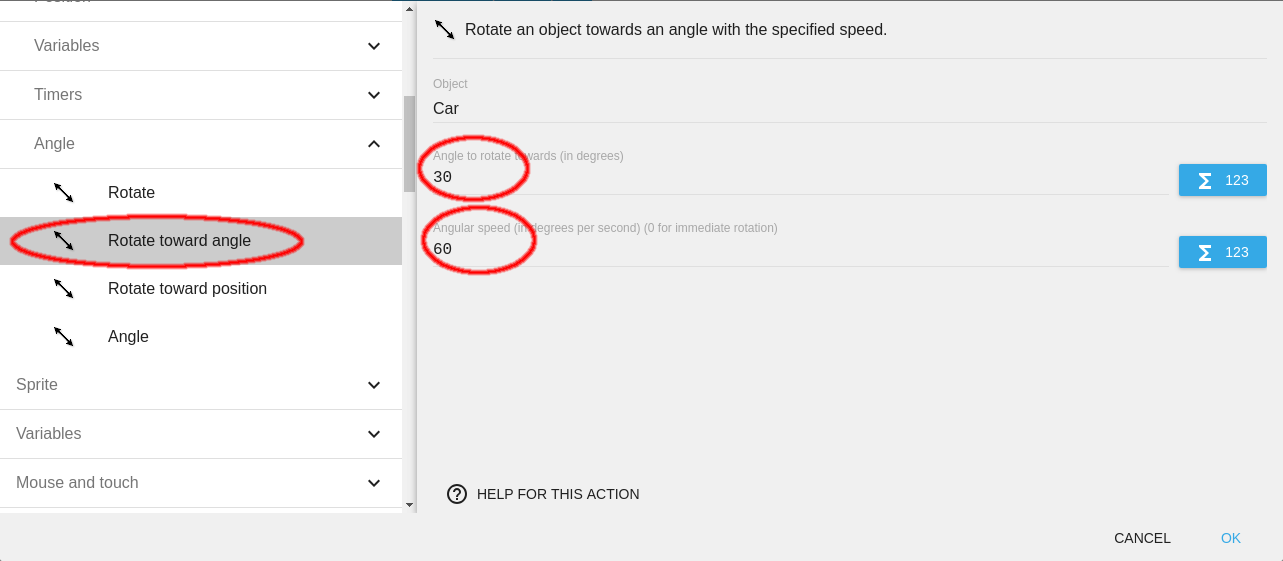 Position
Variables
Timers
Angle
Rotate
Rotate toward angle
Rotate toward position
Angle
Sprite
Variables
Mouse and touch
Rotate an object towards an angle with the specified speed.
Object
Car
Angle to rotate towards (in degrees)
30
123
Angular speed (in degrees per second) (0 for immediate rotation)
60
123
HELP FOR THIS ACTION
CANCEL
OK